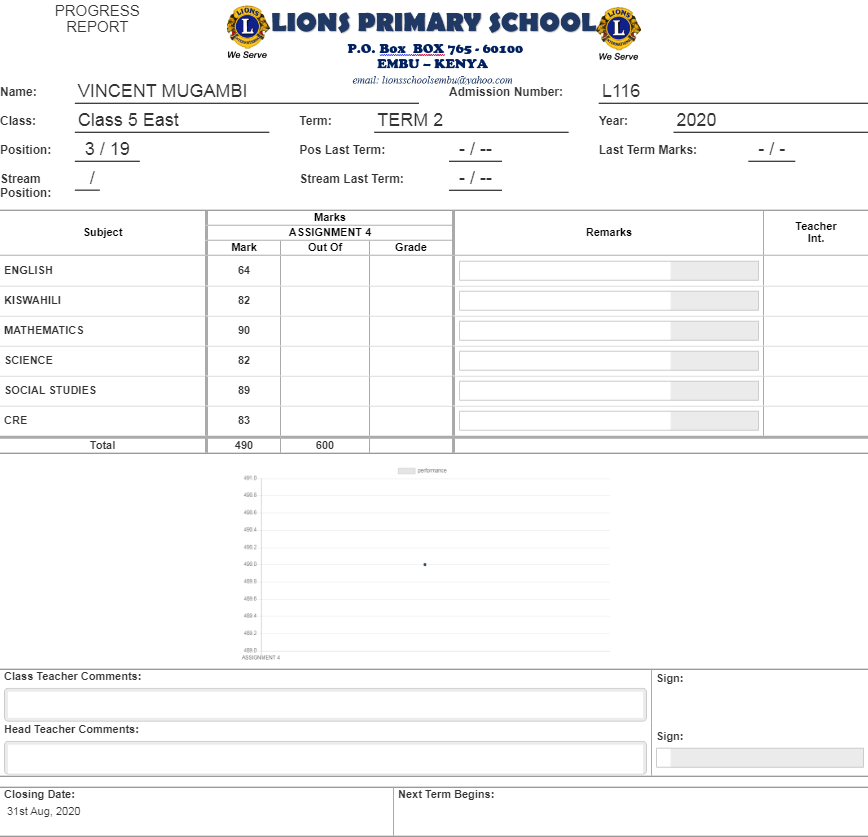 PROGRESS
REPORT
LIONS
L
INTERNATIONAL
We Serve
LIONS PRIMARY SCHOOL
P.O. Box BOX 765 - 60100
EMBU – KENYA
email: lionsschoolsembu@yahoo.com
LIONS
L
INTERNATIONAL
We Serve
Name: VINCENT MUGAMBI Admission Number: L116
Class: Class 5 East Term: TERM 2 Year: 2020
Position: 3 / 19 Pos Last Term: - / -- Last Term Marks: - / -
Stream Position: / Stream Last Term: - / --
Subject Marks Remarks Teacher Int.
ASSIGNMENT 4
Mark Out Of Grade
ENGLISH 64
KISWAHILI 82
MATHEMATICS 90
SCIENCE 82
SOCIAL STUDIES 89
CRE 83
Total 490 600
performance
491.0
490.8
490.6
490.4
490.2
490.0
489.8
489.6
489.4
489.2
489.0
ASSIGNMENT 4
Class Teacher Comments: Sign:
Head Teacher Comments: Sign:
Closing Date: Next Term Begins:
31st Aug, 2020